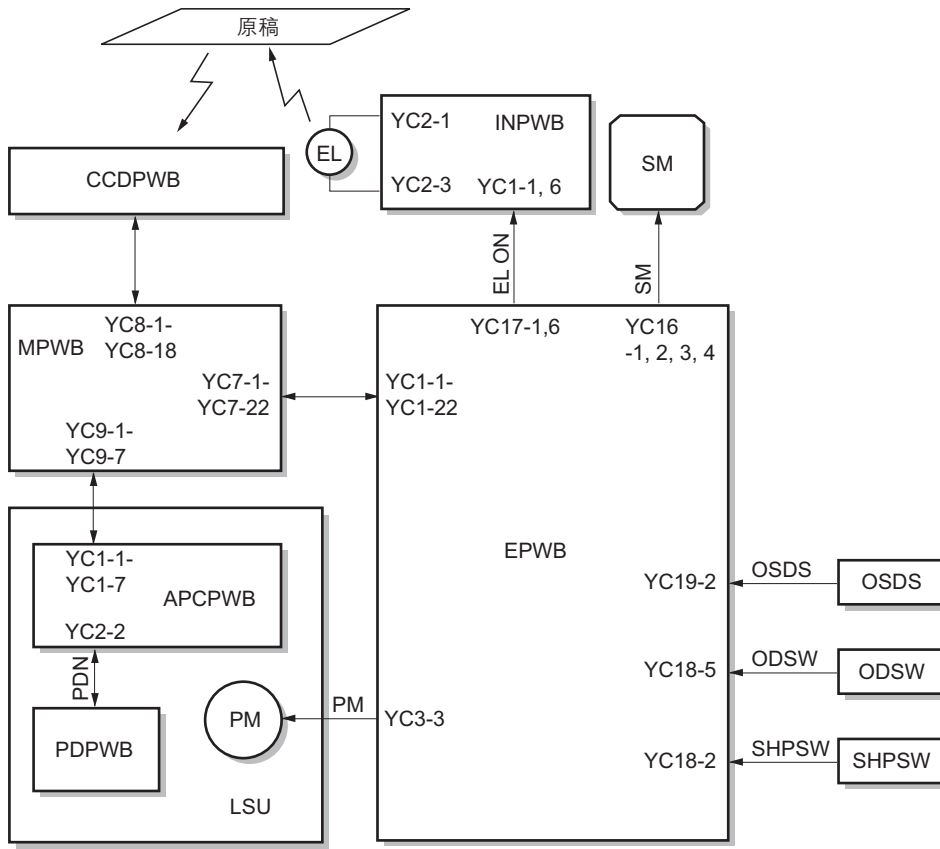 原稿
YC2-1
INPWB
EL
SM
CCDPWB
YC2-3
YC1-1, 6
EL ON
SM
YC8-1-
YC8-18
MPWB
YC17-1,6
YC16
-1, 2, 3, 4
YC7-1-
YC7-22
YC1-1-
YC1-22
YC9-1-
YC9-7
EPWB
YC1-1-
YC1-7
APCPWB
YC2-2
YC19-2
OSDS
OSDS
PDN
YC18-5
ODSW
ODSW
PM
PM
YC3-3
PDPWB
YC18-2
SHPSW
SHPSW
LSU